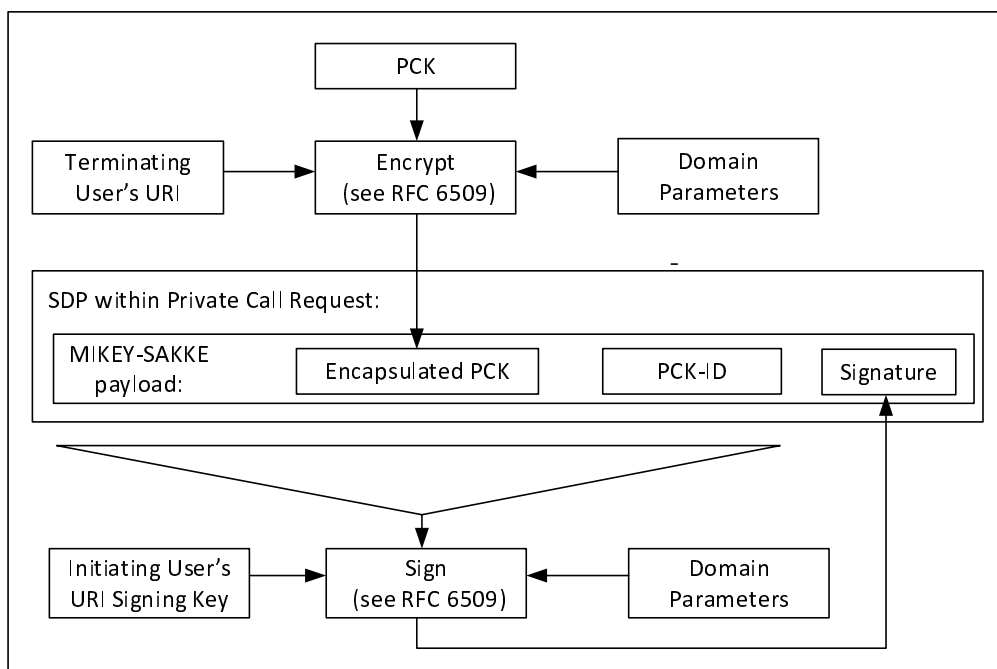 PCK
Terminating
User's URI
Encrypt
(see RFC 6509)
Domain
Parameters
SDP within Private Call Request:
MIKEY-SAKKE
payload:
Encapsulated PCK
PCK-ID
Signature
Initiating User's
URI Signing Key
Sign
(see RFC 6509)
Domain
Parameters